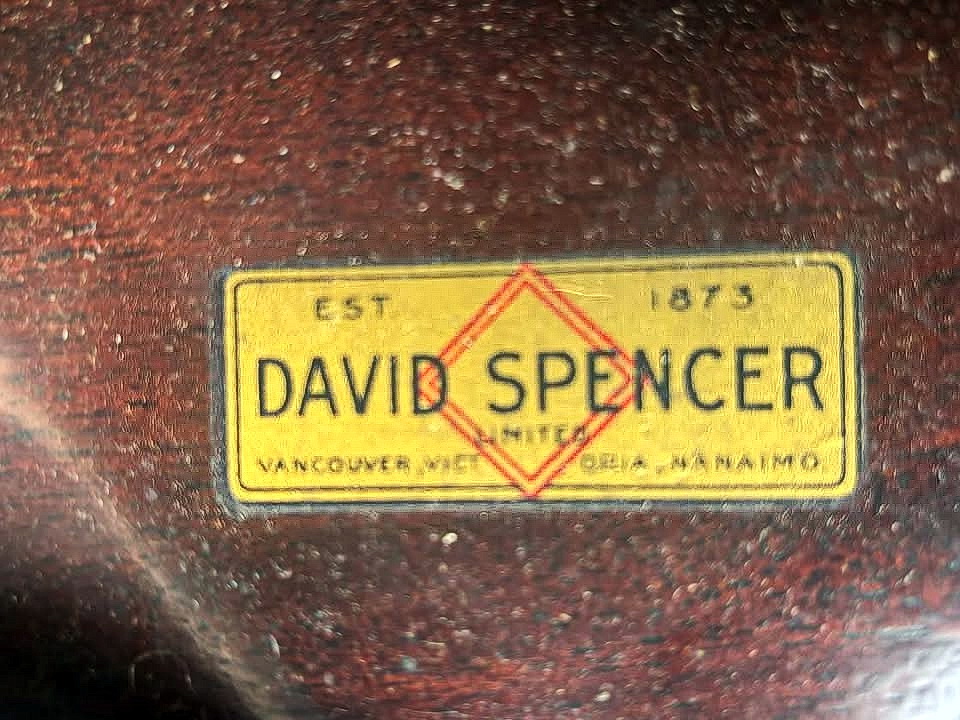 EST. 1873
DAVID SPENCER
LIMITED
VANCOUVER, VICTORIA, NANAIMO